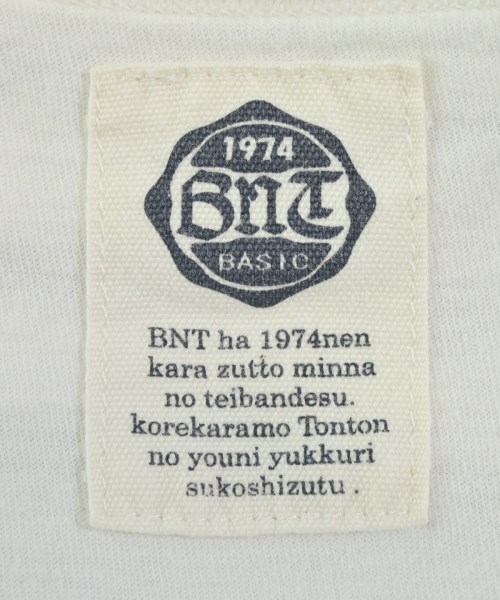 1974
BNT
BASIC
BNT ha 1974nen
kara zutto minna
no teibandesu.
korekaramo Tonton
no youni yukkuri
sukoshizutu.